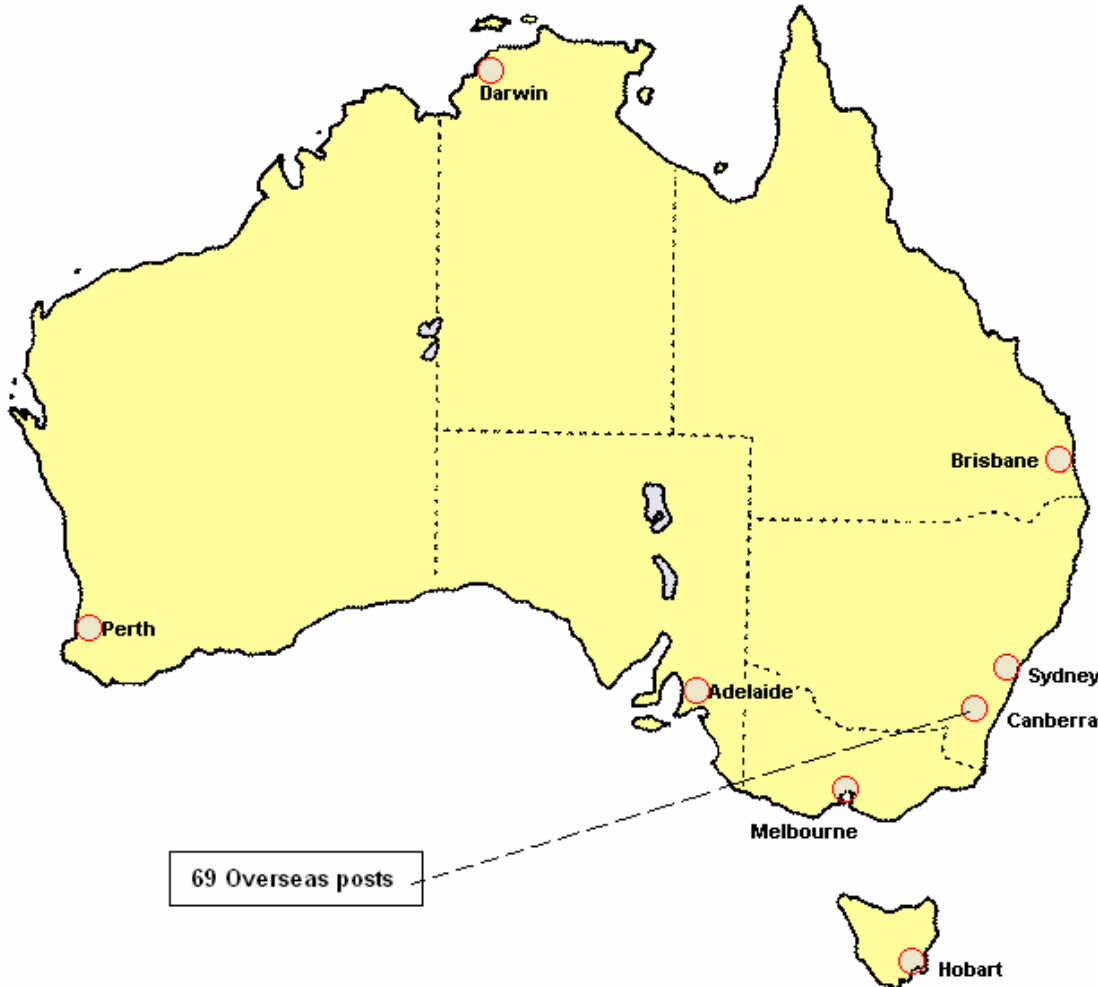 Darwin
Brisbane
Perth
Sydney
Adelaide
Canberra
Melbourne
69 Overseas posts
Hobart